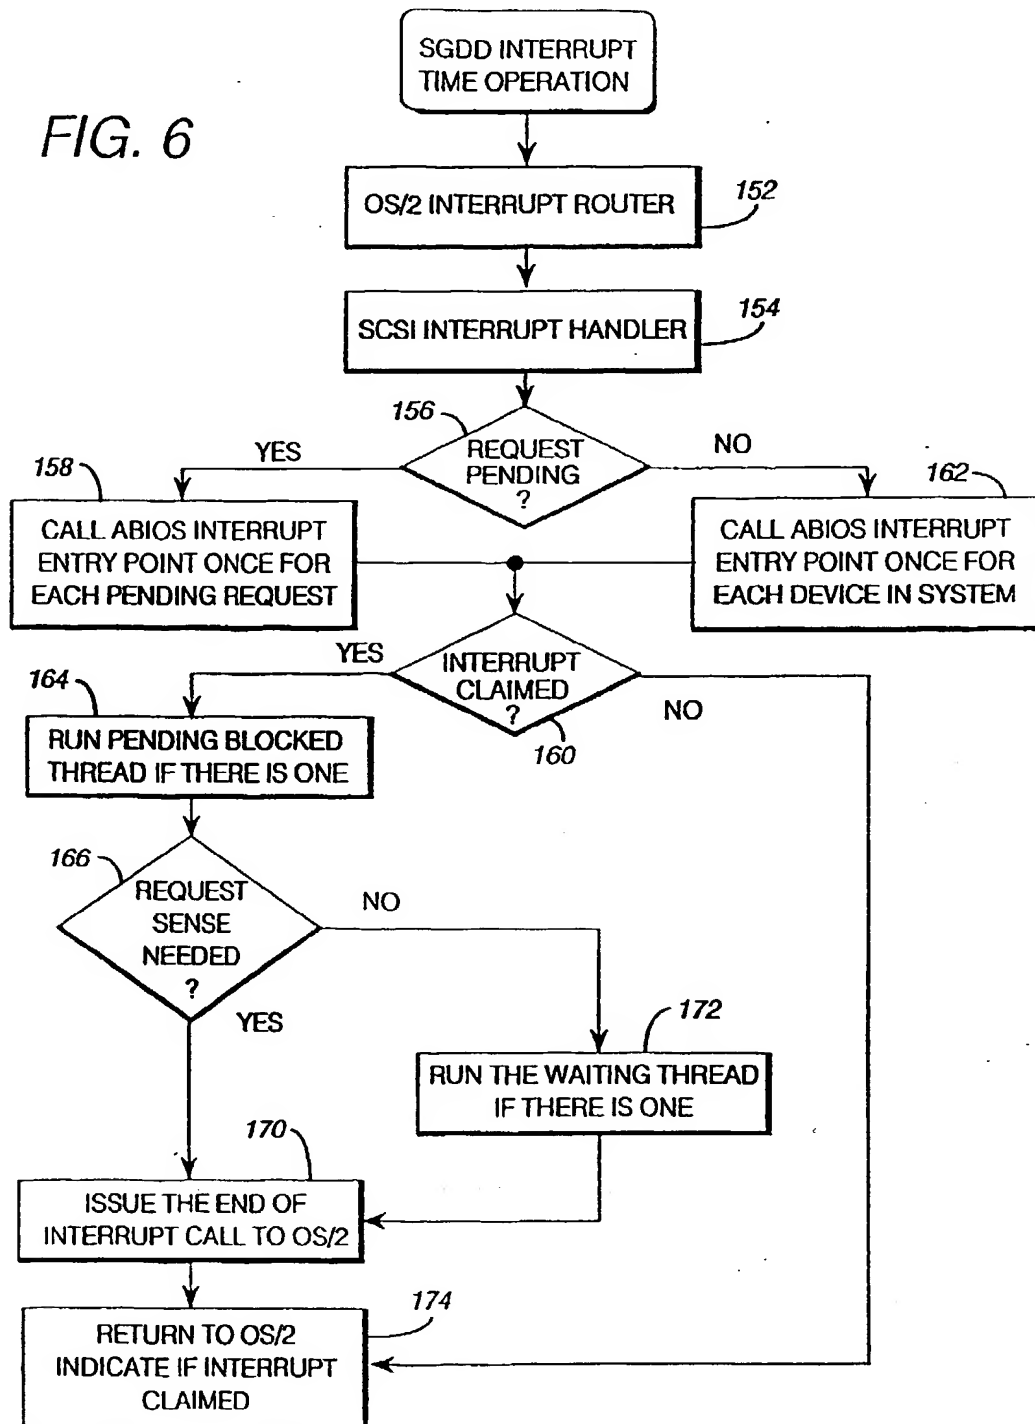 SGDD INTERRUPT
TIME OPERATION
FIG. 6
OS/2 INTERRUPT ROUTER
152
SCSI INTERRUPT HANDLER
154
156
REQUEST
PENDING
?
YES
NO
158
CALL ABIOS INTERRUPT
ENTRY POINT ONCE FOR
EACH PENDING REQUEST
162
CALL ABIOS INTERRUPT
ENTRY POINT ONCE FOR
EACH DEVICE IN SYSTEM
YES
INTERRUPT
CLAIMED
?
NO
160
164
RUN PENDING BLOCKED
THREAD IF THERE IS ONE
166
REQUEST
SENSE
NEEDED
?
NO
YES
172
RUN THE WAITING THREAD
IF THERE IS ONE
170
ISSUE THE END OF
INTERRUPT CALL TO OS/2
174
RETURN TO OS/2
INDICATE IF INTERRUPT
CLAIMED